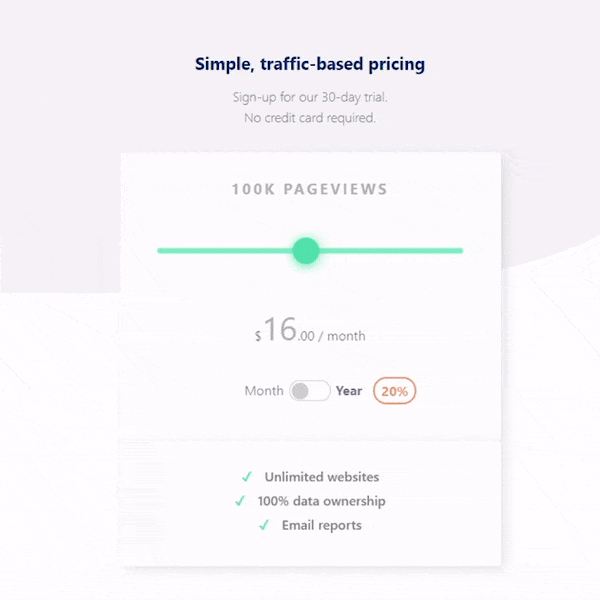 Simple, traffic-based pricing
Sign-up for our 30-day trial.
No credit card required.
100K PAGEVIEWS
$16.00 / month
Month Year 20%
✓ Unlimited websites
✓ 100% data ownership
✓ Email reports